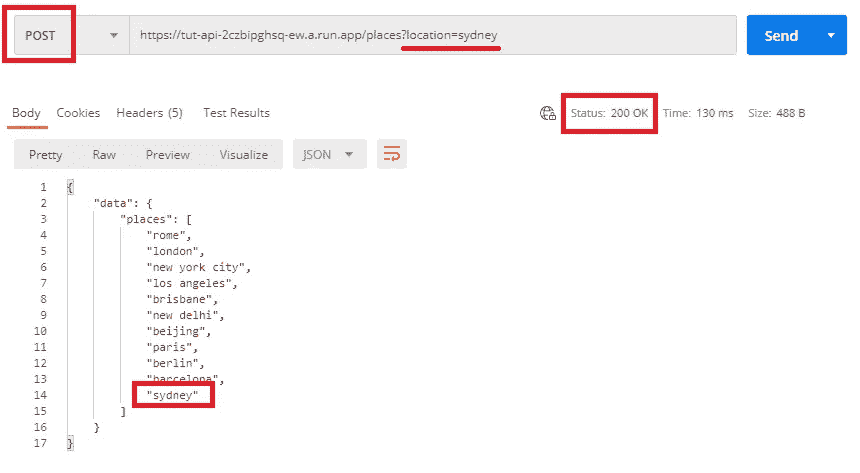 POST https://tut-api-2czbipghsq-ew.a.run.app/places?location=sydney Send
Body Cookies Headers (5) Test Results Status: 200 OK Time: 130 ms Size: 488 B
Pretty Raw Preview Visualize JSON
1 {
2 "data": {
3 "places": [
4 "rome",
5 "london",
6 "new york city",
7 "los angeles",
8 "brisbane",
9 "new delhi",
10 "beijing",
11 "paris",
12 "berlin",
13 "barcelona",
14 "sydney"
15 ]
16 }
17 }